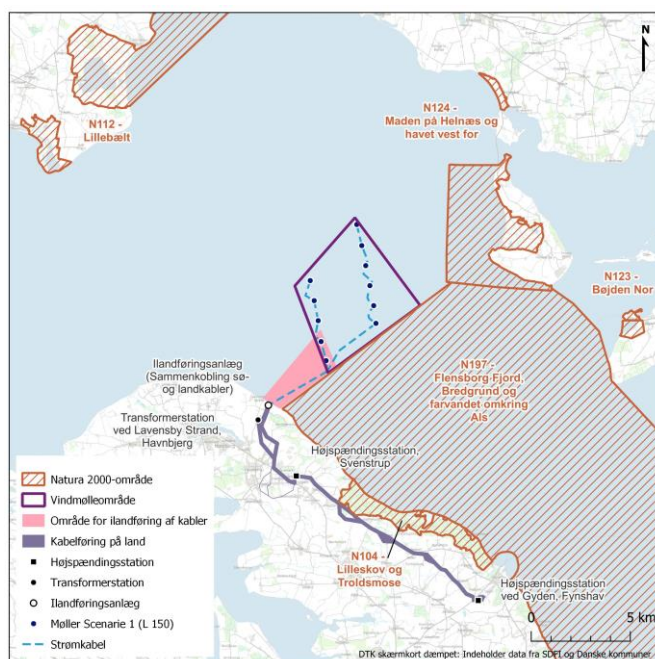 N
N124 -
Maden på Helnæs og
havet vest for
N112 -
Lillebælt
N123 -
Bøjden Nor
Ilandføringsanlæg
(Sammenkobling sø-
og landkabler)
N197 -
Flensborg Fjord,
Bredgrund og
farvandet omkring
Als
Transformerstation
ved Lavensby Strand,
Havnbjerg
Højspændingsstation,
Svenstrup
N104 -
Lilleskov og
Troldsmose
Højspændingsstation
ved Gyden, Fynshav
Natura 2000-område
Vindmølleområde
Område for ilandføring af kabler
Kabelføring på land
Højspændingsstation
Transformerstation
Ilandføringsanlæg
Møller Scenarie 1 (L 150)
Strømkabel
0 5 km
DTK skærmkort dæmpet: Indeholder data fra SDFI og Danske kommuner